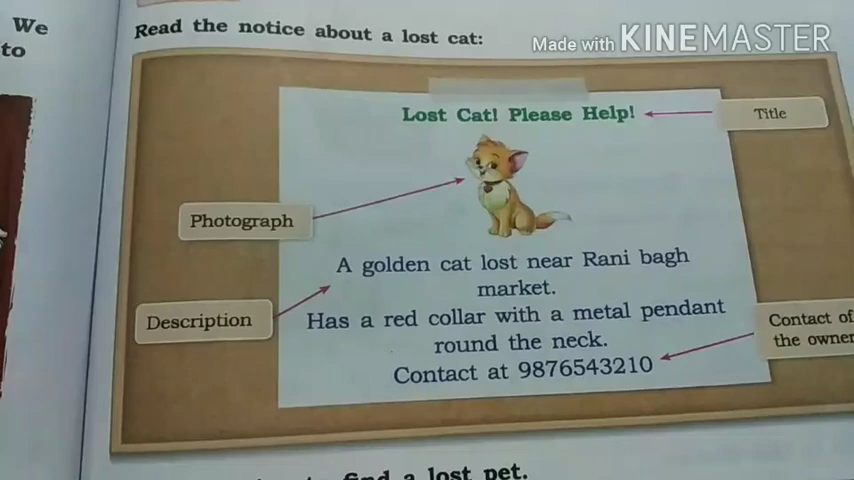 We
to
Read the notice about a lost cat:
Made with KINEMASTER
Lost Cat! Please Help!
Title
Photograph
A golden cat lost near Rani bagh
market.
Description
Has a red collar with a metal pendant
round the neck.
Contact at 9876543210
Contact of
the owner
find a lost pet.